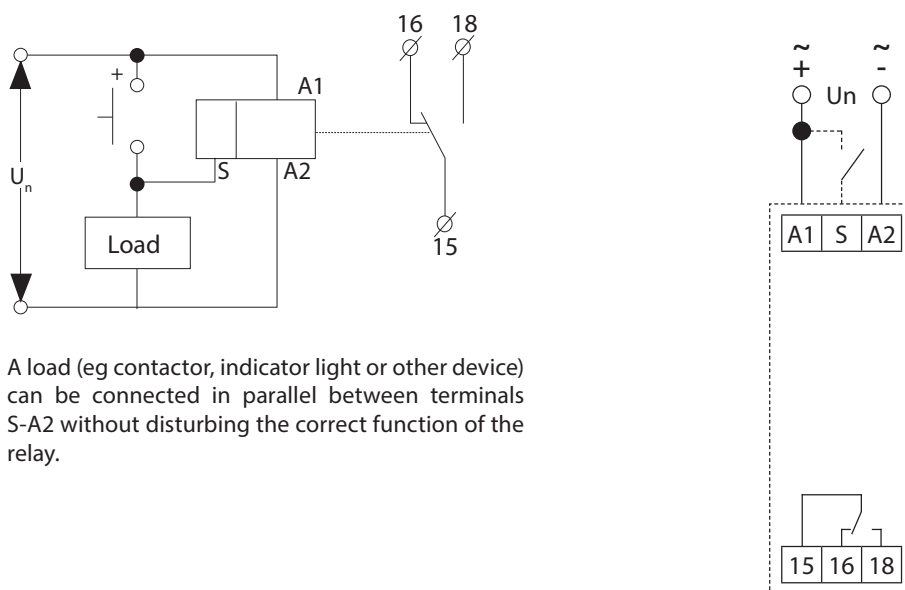 16 18
+
A1
Un
S A2
Load
15
A load (eg contactor, indicator light or other device)
can be connected in parallel between terminals
S-A2 without disturbing the correct function of the
relay.
~ ~
+ -
Un
A1 S A2
15 16 18